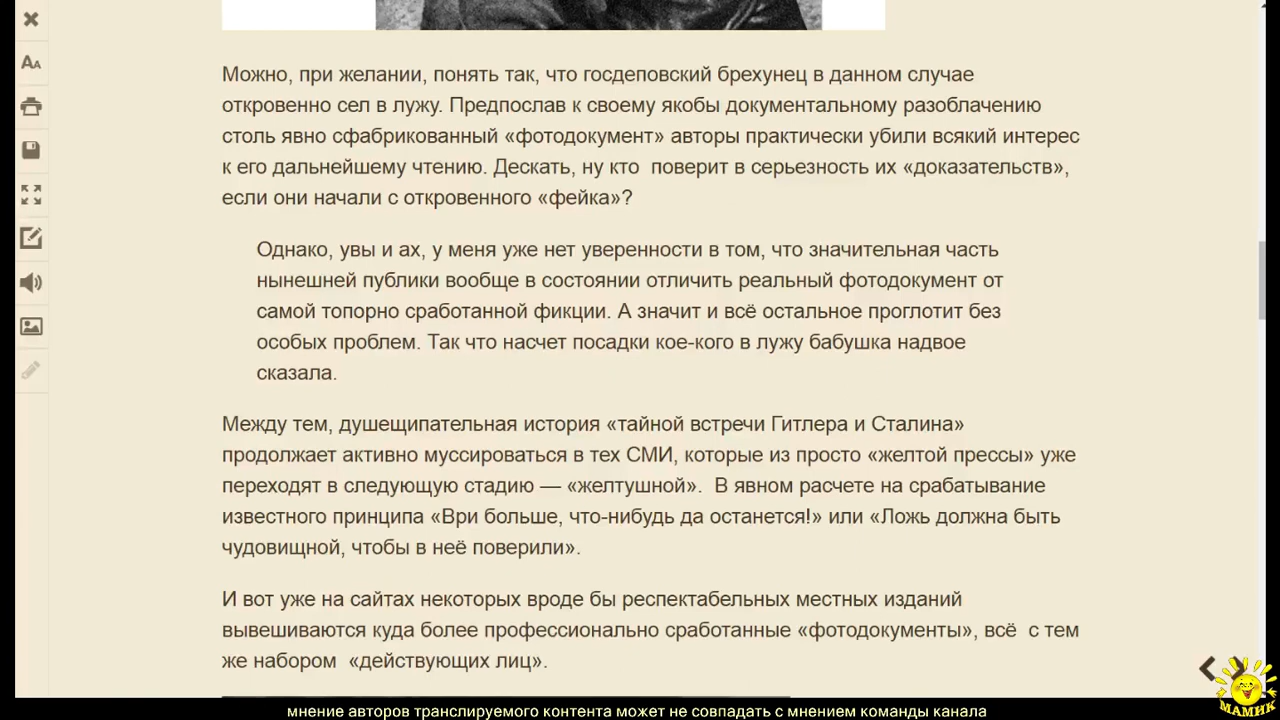 Можно, при желании, понять так, что госдеповский брехунец в данном случае
откровенно сел в лужу. Предпослав к своему якобы документальному разоблачению
столь явно сфабрикованный «фотодокумент» авторы практически убили всякий интерес
к его дальнейшему чтению. Дескать, ну кто  поверит в серьезность их «доказательств»,
если они начали с откровенного «фейка»?
Однако, увы и ах, у меня уже нет уверенности в том, что значительная часть
нынешней публики вообще в состоянии отличить реальный фотодокумент от
самой топорно сработанной фикции. А значит и всё остальное проглотит без
особых проблем. Так что насчет посадки кое-кого в лужу бабушка надвое
сказала.
Между тем, душещипательная история «тайной встречи Гитлера и Сталина»
продолжает активно муссироваться в тех СМИ, которые из просто «желтой прессы» уже
переходят в следующую стадию — «желтушной».  В явном расчете на срабатывание
известного принципа «Ври больше, что-нибудь да останется!» или «Ложь должна быть
чудовищной, чтобы в неё поверили».
И вот уже на сайтах некоторых вроде бы респектабельных местных изданий
вывешиваются куда более профессионально сработанные «фотодокументы», всё  с тем
же набором  «действующих лиц».
МАМИК
мнение авторов транслируемого контента может не совпадать с мнением команды канала